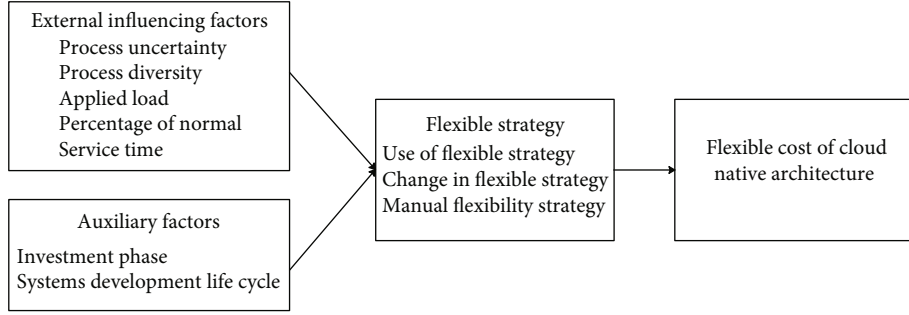 External influencing factors
Process uncertainty
Process diversity
Applied load
Percentage of normal
Service time
Auxiliary factors
Investment phase
Systems development life cycle
Flexible strategy
Use of flexible strategy
Change in flexible strategy
Manual flexibility strategy
Flexible cost of cloud
native architecture